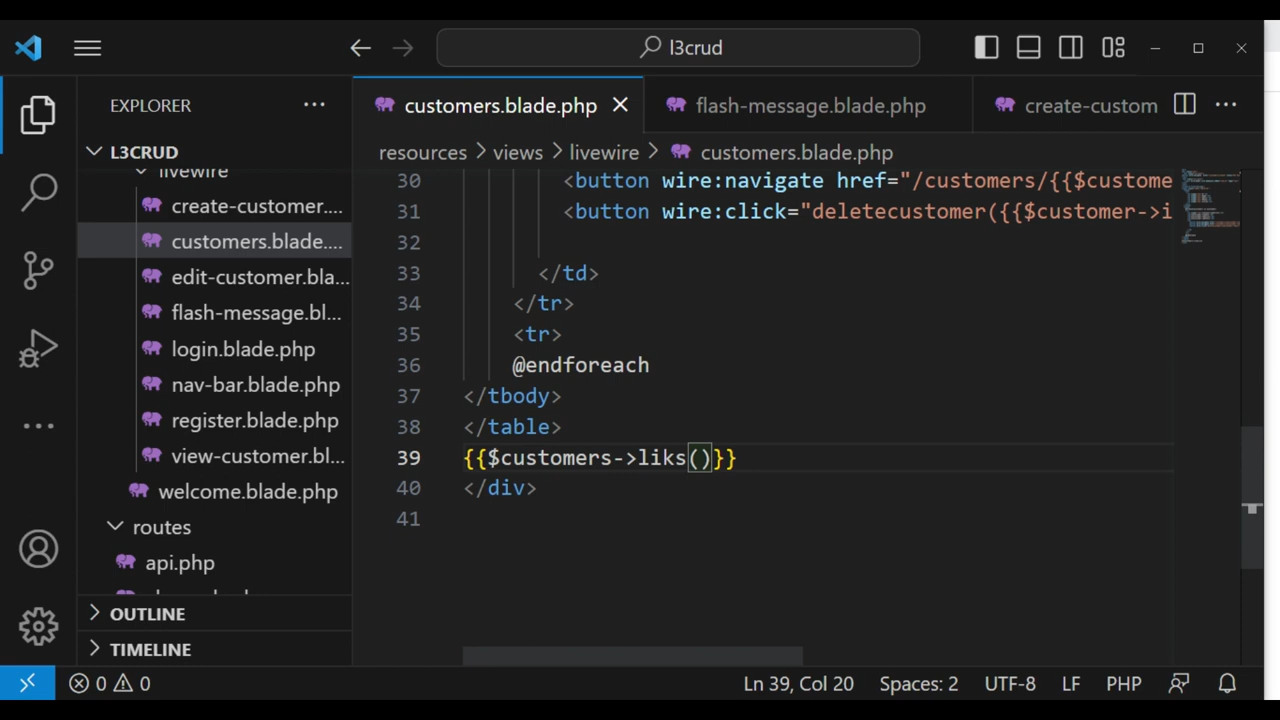 l3crud
EXPLORER
L3CRUD
livewire
create-customer....
customers.blade....
edit-customer.bla...
flash-message.bl...
login.blade.php
nav-bar.blade.php
register.blade.php
view-customer.bl...
welcome.blade.php
routes
api.php
OUTLINE
TIMELINE
customers.blade.php
flash-message.blade.php
create-custom
resources > views > livewire > customers.blade.php
30 <button wire:navigate href="/customers/{{$custome
31 <button wire:click="deletecustomer({{$customer->i
32
33 </td>
34 </tr>
35 <tr>
36 @endforeach
37 </tbody>
38 </table>
39 {{$customers->liks()}}
40 </div>
41
0 0
Ln 39, Col 20 Spaces: 2 UTF-8 LF PHP